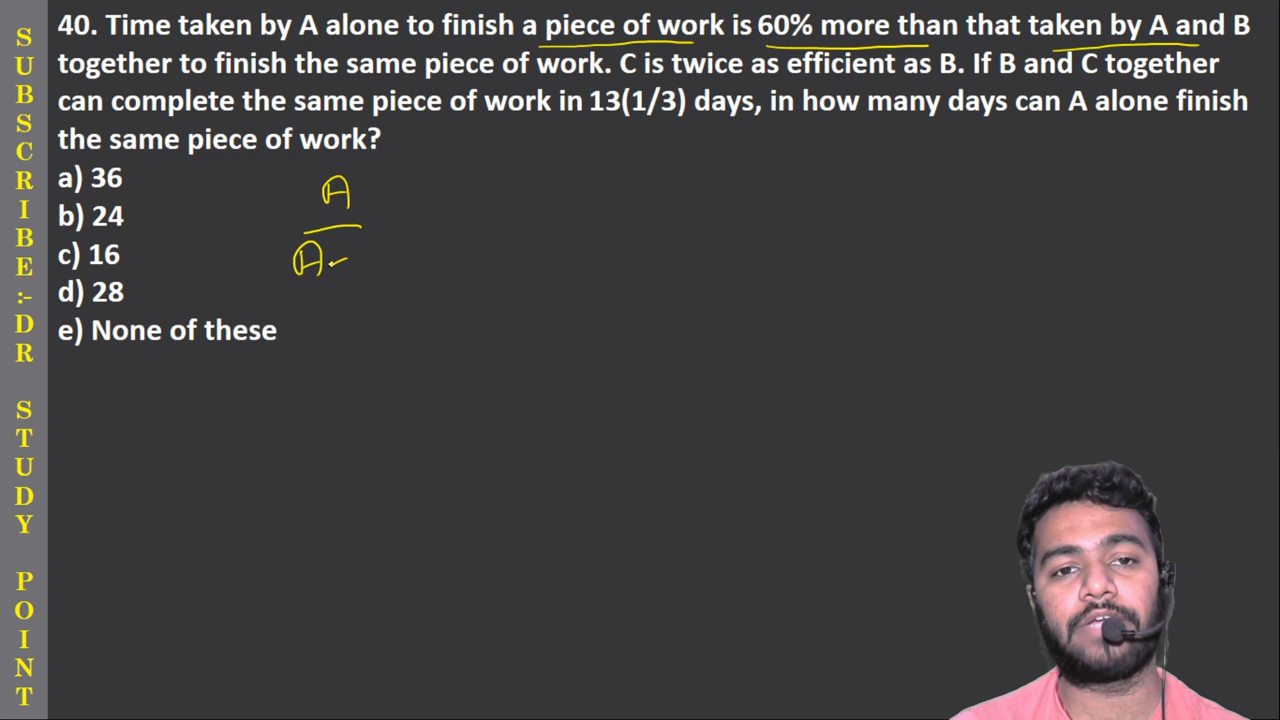 SUBSCRIBE:-DR STUDY POINT
40. Time taken by A alone to finish a piece of work is 60% more than that taken by A and B
together to finish the same piece of work. C is twice as efficient as B. If B and C together
can complete the same piece of work in 13(1/3) days, in how many days can A alone finish
the same piece of work?
a) 36
b) 24
c) 16
d) 28
e) None of these
A
A